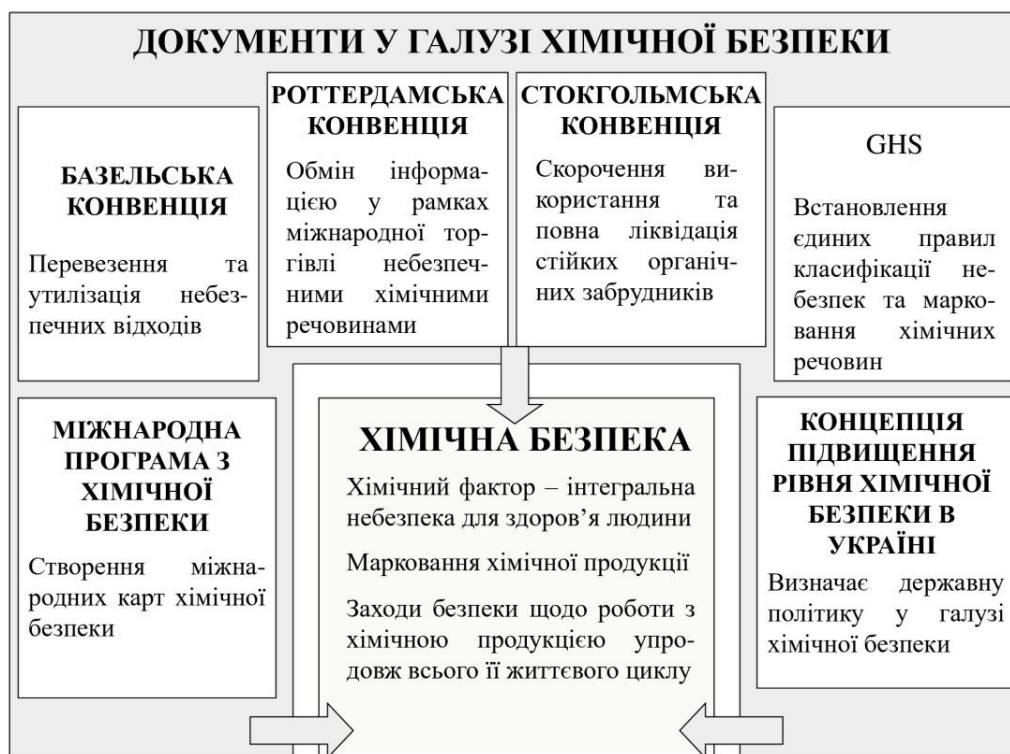 ДОКУМЕНТИ У ГАЛУЗІ ХІМІЧНОЇ БЕЗПЕКИ
БАЗЕЛЬСЬКА
КОНВЕНЦІЯ
Перевезення та
утилізація небез-
печних відходів
РОТТЕРДАМСЬКА
КОНВЕНЦІЯ
Обмін інформа-
цією у рамках
міжнародної тор-
гівлі небезпеч-
ними хімічними
речовинами
СТОКГОЛЬМСЬКА
КОНВЕНЦІЯ
Скорочення ви-
користання та
повна ліквідація
стійких органіч-
них забрудників
GHS
Встановлення
єдиних правил
класифікації не-
безпек та марко-
вання хімічних
речовин
МІЖНАРОДНА
ПРОГРАМА З
ХІМІЧНОЇ
БЕЗПЕКИ
Створення міжна-
родних карт хімічної
безпеки
ХІМІЧНА БЕЗПЕКА
Хімічний фактор – інтегральна
небезпека для здоров’я людини
Марковання хімічної продукції
Заходи безпеки щодо роботи з
хімічною продукцією упро-
довж всього її життєвого циклу
КОНЦЕПЦІЯ
ПІДВИЩЕННЯ
РІВНЯ ХІМІЧНОЇ
БЕЗПЕКИ В
УКРАЇНІ
Визначає державну
політику у галузі
хімічної безпеки